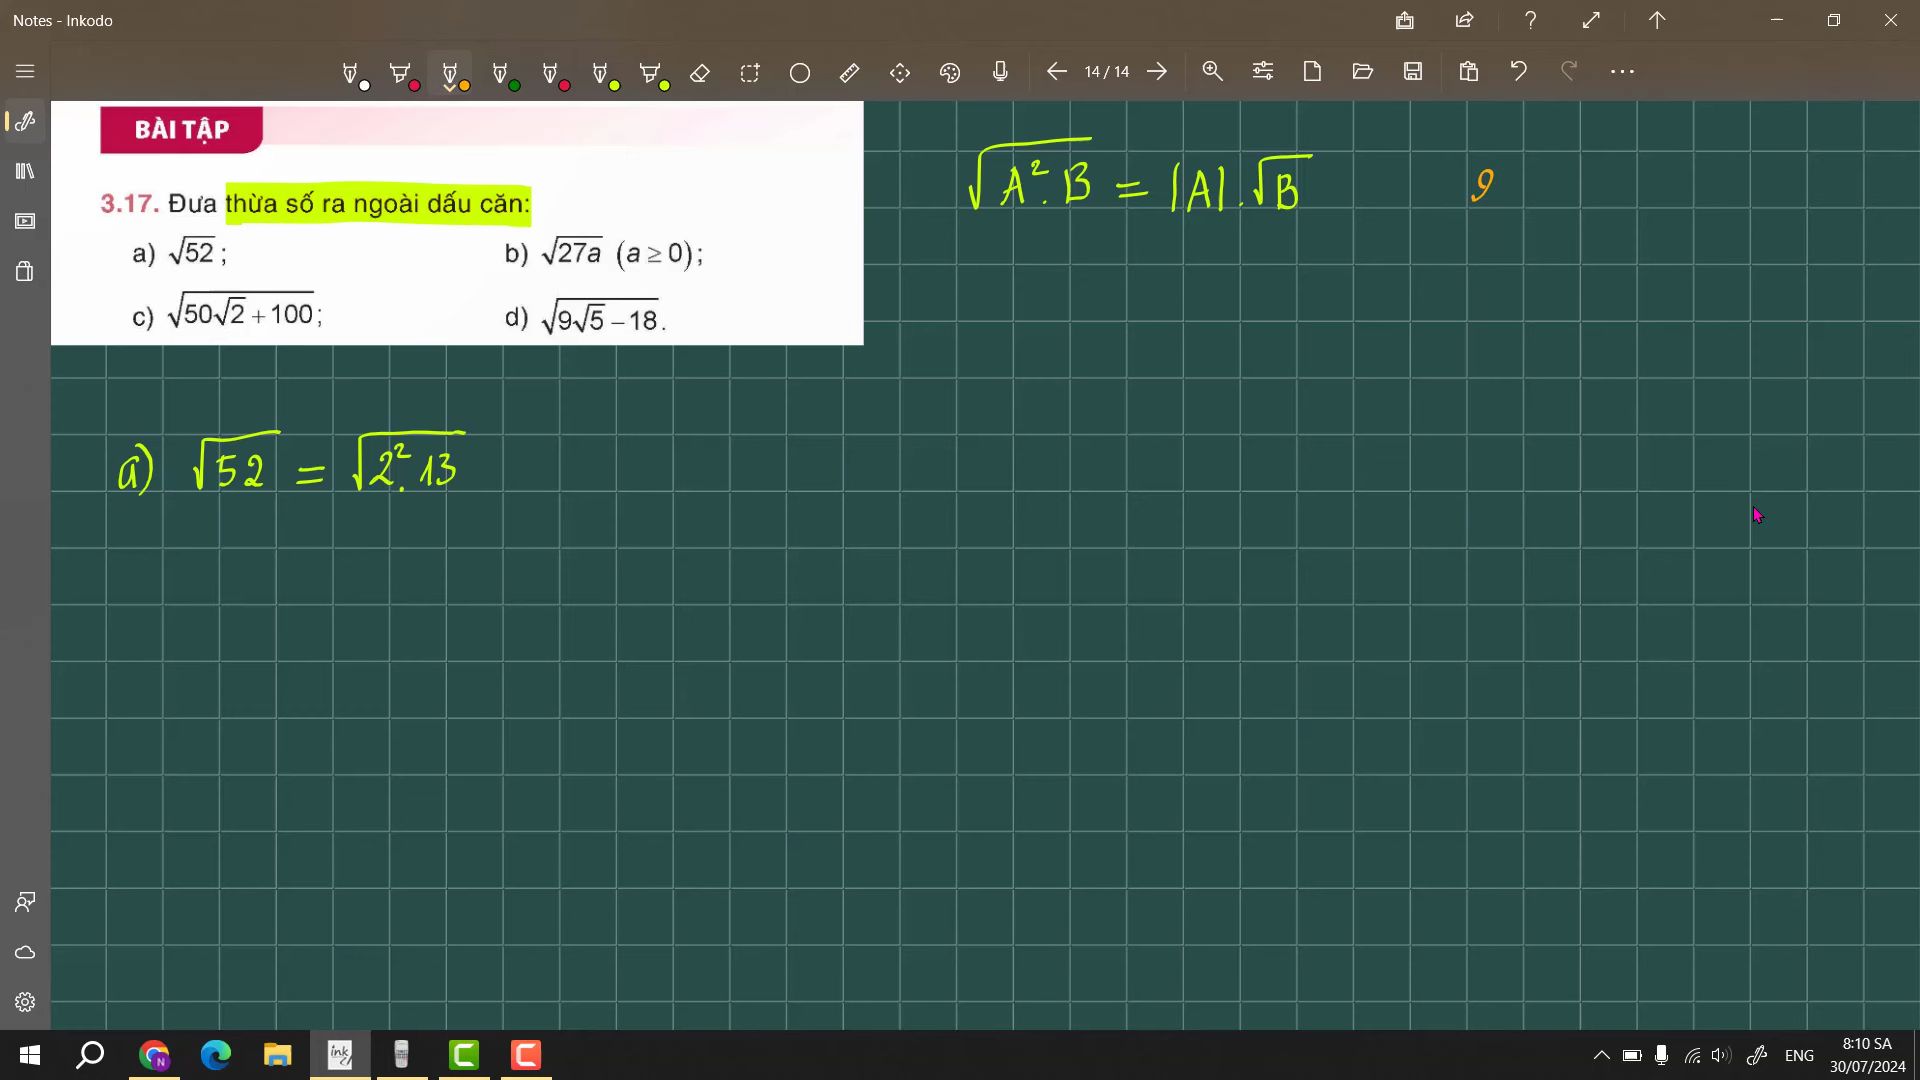 Notes - Inkodo
14 / 14
BÀI TẬP
3.17. Đưa thừa số ra ngoài dấu căn:
a) √52 ; b) √27a (a ≥ 0) ;
c) √(50√2 + 100) ; d) √(9√5 − 18) .
√(A². B) = |A| . √B
9
a) √52 = √(2². 13)
ink
N
ENG
8:10 SA
30/07/2024